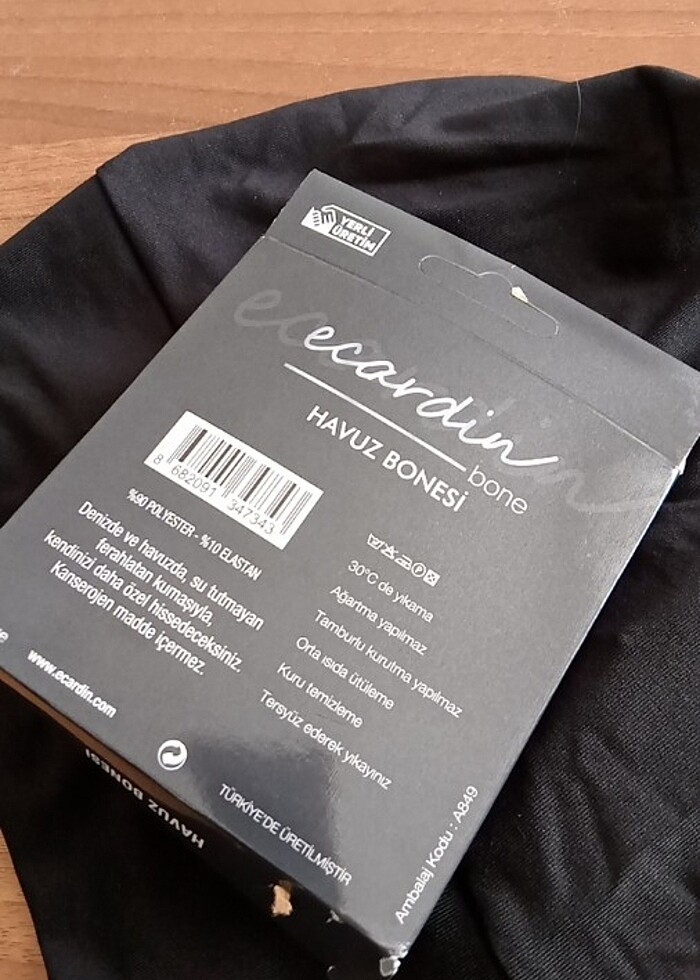 YERLİ
ÜRETİM
ecardin
bone
HAVUZ BONESİ
8 682091 347343
%90 POLYESTER - %10 ELASTAN
Denizde ve havuzda, su tutmayan
ferahlatan kumaşıyla,
kendinizi daha özel hissedeceksiniz.
Kanserojen madde içermez.
www.ecardin.com
30°C de yıkama
Ağartma yapılmaz
Tamburlu kurutma yapılmaz
Orta ısıda ütüleme
Kuru temizleme
Tersyüz ederek yıkayınız
TÜRKİYE'DE ÜRETİLMİŞTİR
Ambalaj Kodu : A849
HAVUZ BONESİ